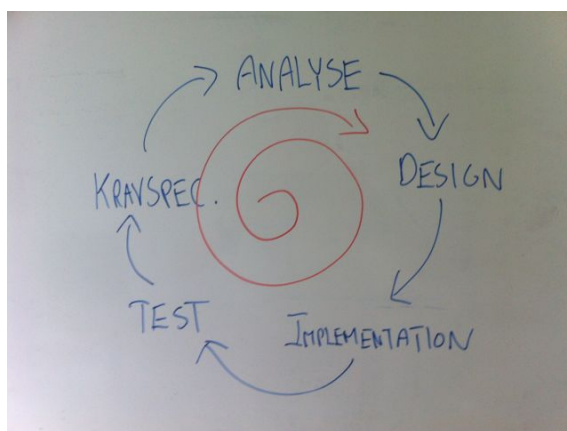 ANALYSE
DESIGN
IMPLEMENTATION
TEST
KRAVSPEC.